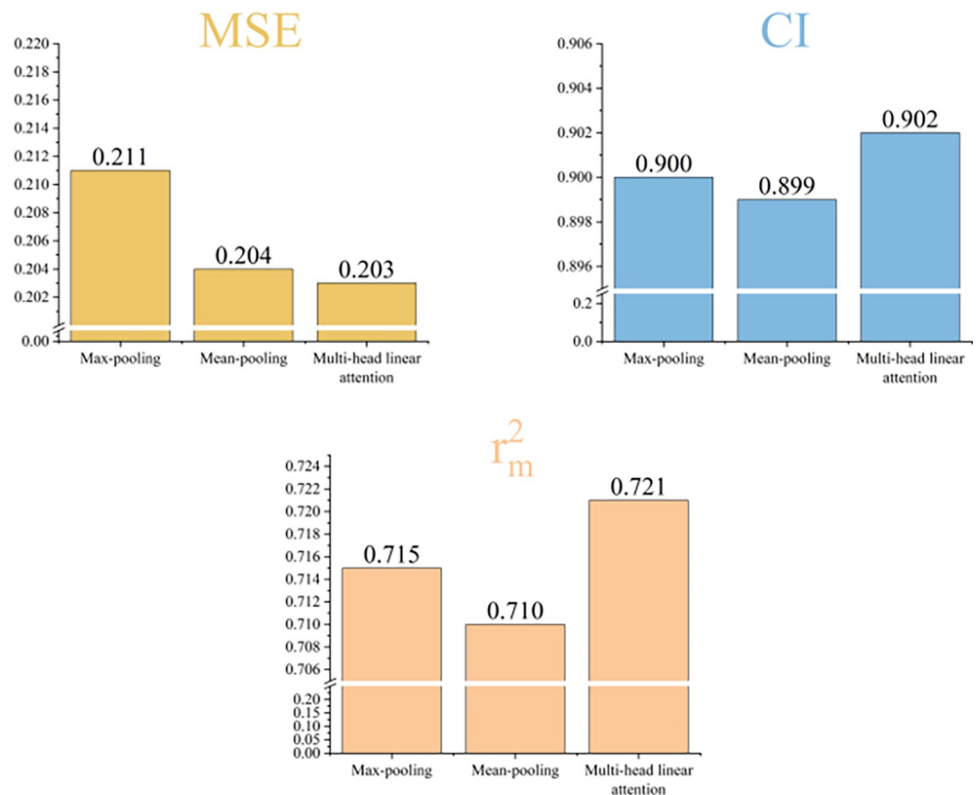 MSE
0.220
0.218
0.216
0.214
0.212
0.210
0.208
0.206
0.204
0.202
0.00
0.211
0.204
0.203
Max-pooling
Mean-pooling
Multi-head linear
attention
CI
0.906
0.904
0.902
0.900
0.898
0.896
0.2
0.0
0.900
0.899
0.902
Max-pooling
Mean-pooling
Multi-head linear
attention
r²ₘ
0.724
0.722
0.720
0.718
0.716
0.714
0.712
0.710
0.708
0.706
0.20
0.15
0.10
0.05
0.00
0.715
0.710
0.721
Max-pooling
Mean-pooling
Multi-head linear
attention